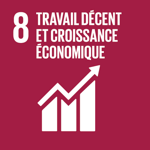 8 TRAVAIL DÉCENT
ET CROISSANCE
ÉCONOMIQUE